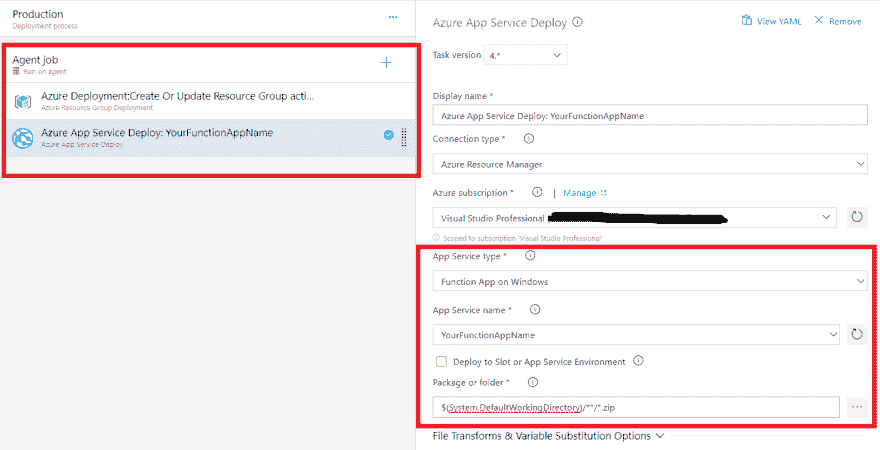 Production
Deployment process
Agent job
Run on agent
Azure Deployment:Create Or Update Resource Group acti...
Azure Resource Group Deployment
Azure App Service Deploy: YourFunctionAppName
Azure App Service Deploy
Azure App Service Deploy
View YAML
Remove
Task version 4.*
Display name *
Azure App Service Deploy: YourFunctionAppName
Connection type *
Azure Resource Manager
Azure subscription * | Manage
Visual Studio Professional
Scoped to subscription 'Visual Studio Professional'
App Service type *
Function App on Windows
App Service name *
YourFunctionAppName
Deploy to Slot or App Service Environment
Package or folder *
$(System.DefaultWorkingDirectory)/**/*.zip
File Transforms & Variable Substitution Options